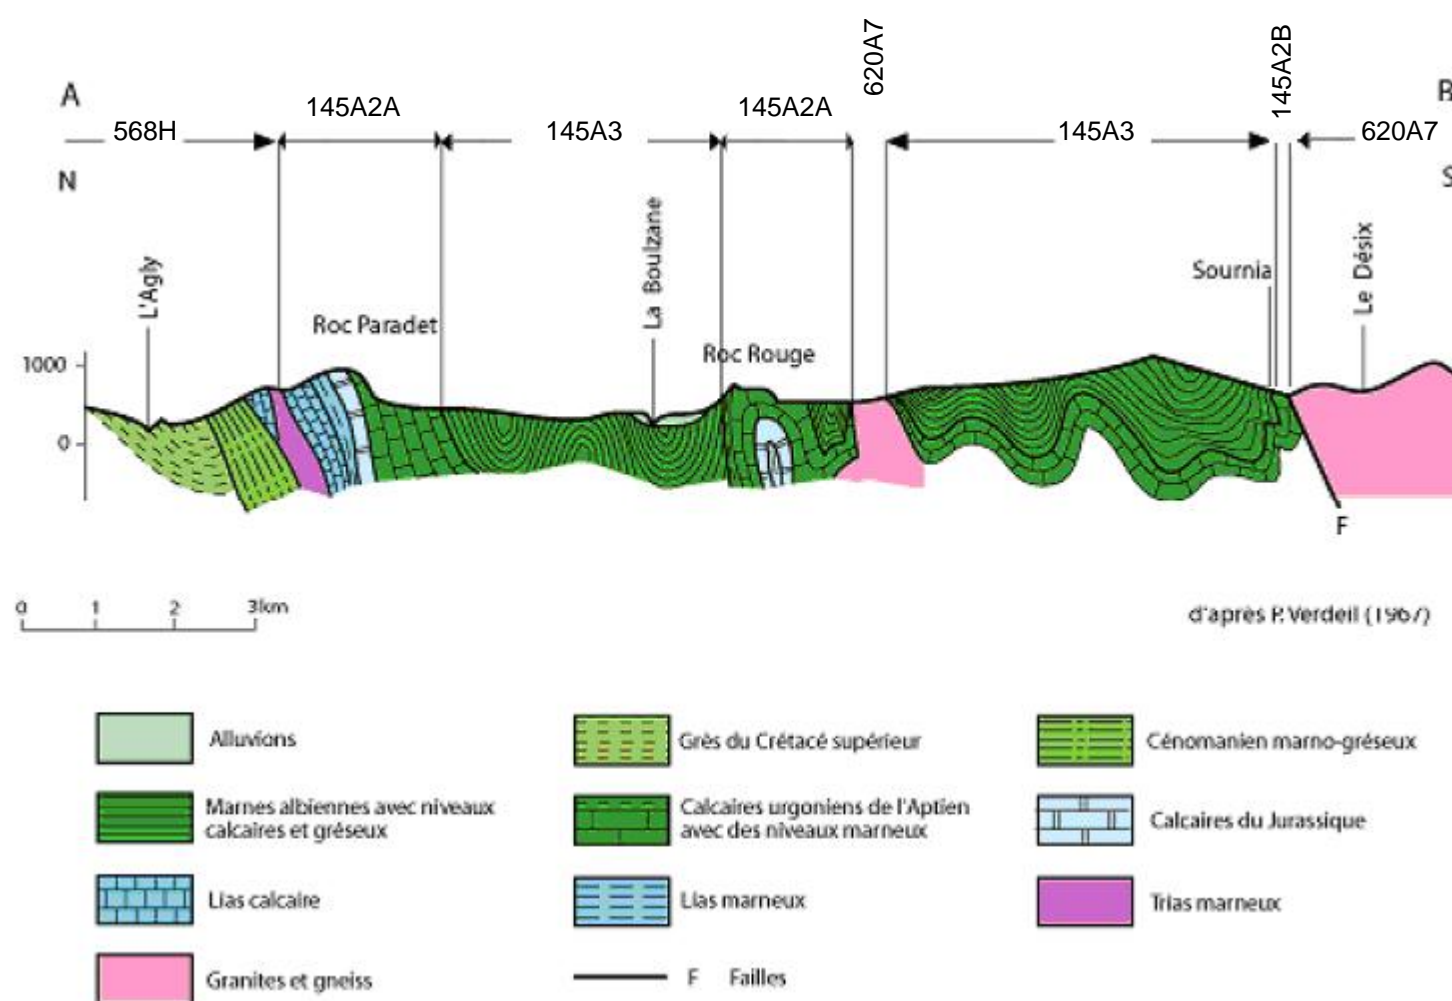 A
B
568H
145A2A
145A3
145A2A
620A7
145A3
145A2B
620A7
N
S
L'Agly
Roc Paradet
La Boulzane
Roc Rouge
Sournia
Le Désix
1000
0
F
0 1 2 3km
d'après P. Verdeil (1967)
Alluvions
Grès du Crétacé supérieur
Cénomanien marno-gréseux
Marnes albiennes avec niveaux
calcaires et gréseux
Calcaires urgoniens de l'Aptien
avec des niveaux marneux
Calcaires du Jurassique
Lias calcaire
Lias marneux
Trias marneux
Granites et gneiss
F Failles